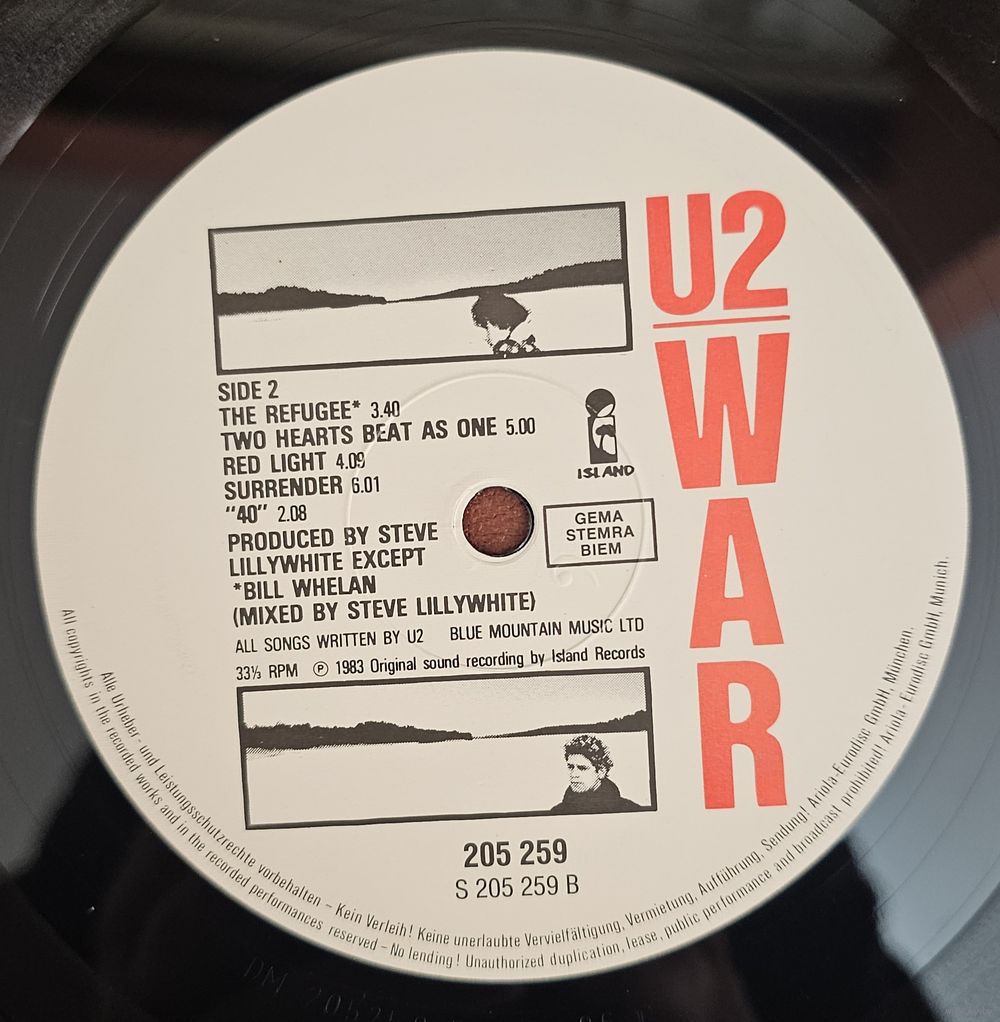 U2
WAR
SIDE 2
THE REFUGEE* 3.40
TWO HEARTS BEAT AS ONE 5.00
RED LIGHT 4.09
SURRENDER 6.01
"40" 2.08
PRODUCED BY STEVE
LILLYWHITE EXCEPT
*BILL WHELAN
(MIXED BY STEVE LILLYWHITE)
ALL SONGS WRITTEN BY U2 BLUE MOUNTAIN MUSIC LTD
33⅓ RPM ℗ 1983 Original sound recording by Island Records
ISLAND
GEMA
STEMRA
BIEM
205 259
S 205 259 B
Alle Urheber- und Leistungsschutzrechte vorbehalten – Kein Verleih! Keine unerlaubte Vervielfältigung, Vermietung, Aufführung, Sendung! Ariola-Eurodisc GmbH, München.
All copyrights in the recorded works and in the recorded performances reserved – No lending! Unauthorized duplication, lease, public performance and broadcast prohibited! Ariola-Eurodisc GmbH, Munich.
DM